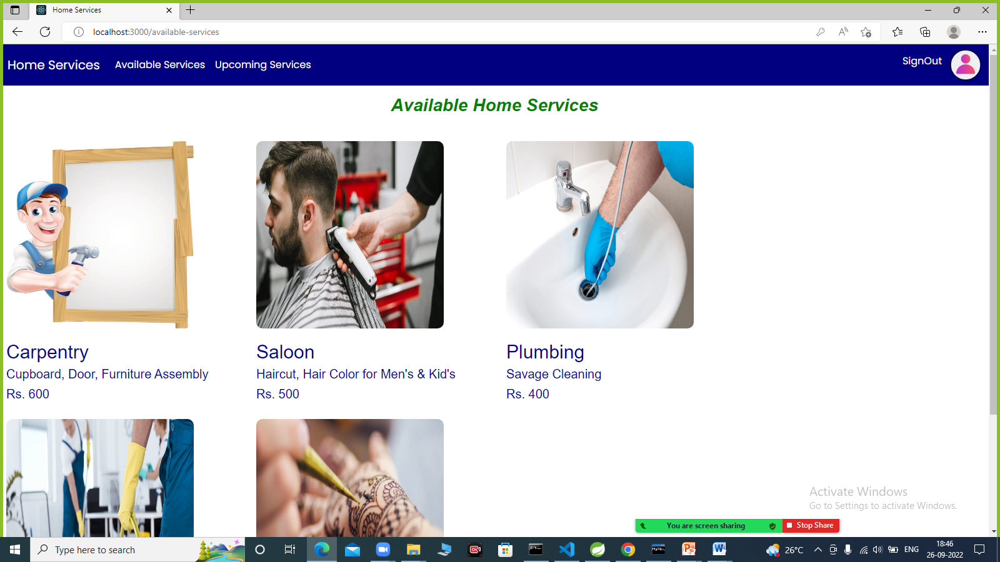 Home Services
localhost:3000/available-services
Home Services Available Services Upcoming Services SignOut
Available Home Services
Carpentry
Cupboard, Door, Furniture Assembly
Rs. 600
Saloon
Haircut, Hair Color for Men's & Kid's
Rs. 500
Plumbing
Savage Cleaning
Rs. 400
Activate Windows
Go to Settings to activate Windows.
You are screen sharing Stop Share
Type here to search
26°C
ENG
18:46
26-09-2022